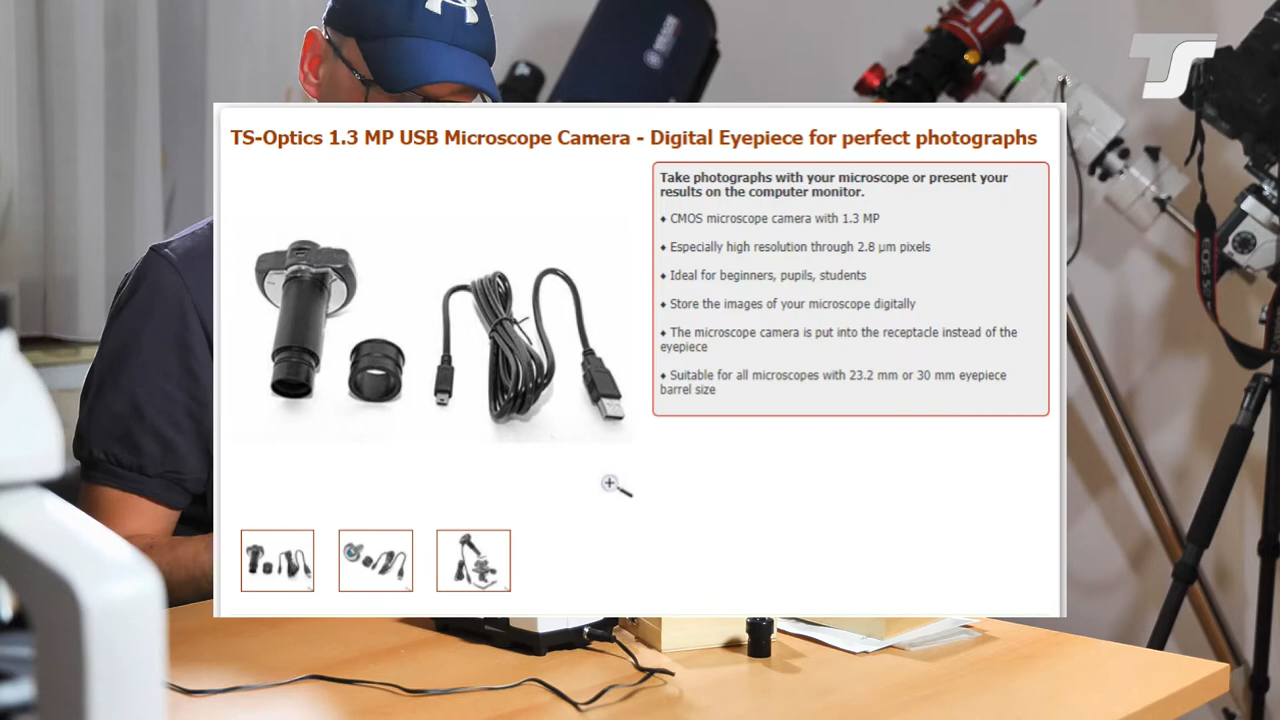 TS
TS-Optics 1.3 MP USB Microscope Camera - Digital Eyepiece for perfect photographs
Take photographs with your microscope or present your
results on the computer monitor.
♦ CMOS microscope camera with 1.3 MP
♦ Especially high resolution through 2.8 µm pixels
♦ Ideal for beginners, pupils, students
♦ Store the images of your microscope digitally
♦ The microscope camera is put into the receptacle instead of the
eyepiece
♦ Suitable for all microscopes with 23.2 mm or 30 mm eyepiece
barrel size